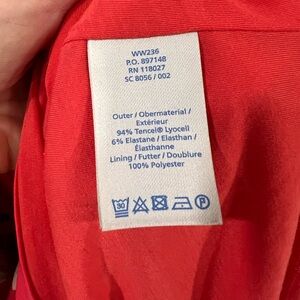 WW236
P.O. 897148
RN 118027
SC 8056 / 002
Outer / Obermaterial /
Extérieur
94% Tencel® Lyocell
6% Elastane / Elasthan /
Élasthanne
Lining / Futter / Doublure
100% Polyester
30 P